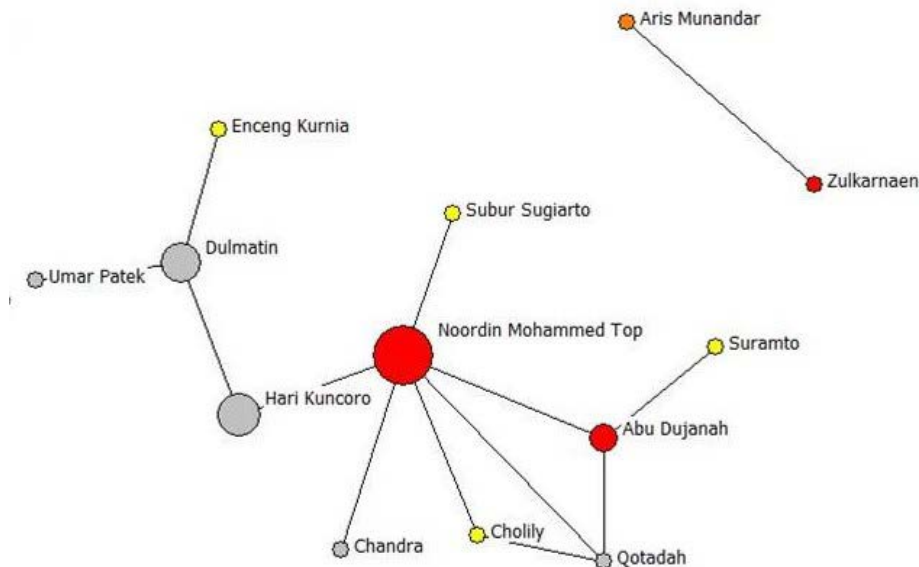 Aris Munandar
Enceng Kurnia
Zulkarnaen
Subur Sugiarto
Dulmatin
Umar Patek
Noordin Mohammed Top
Suramto
Hari Kuncoro
Abu Dujanah
Cholily
Chandra
Qotadah